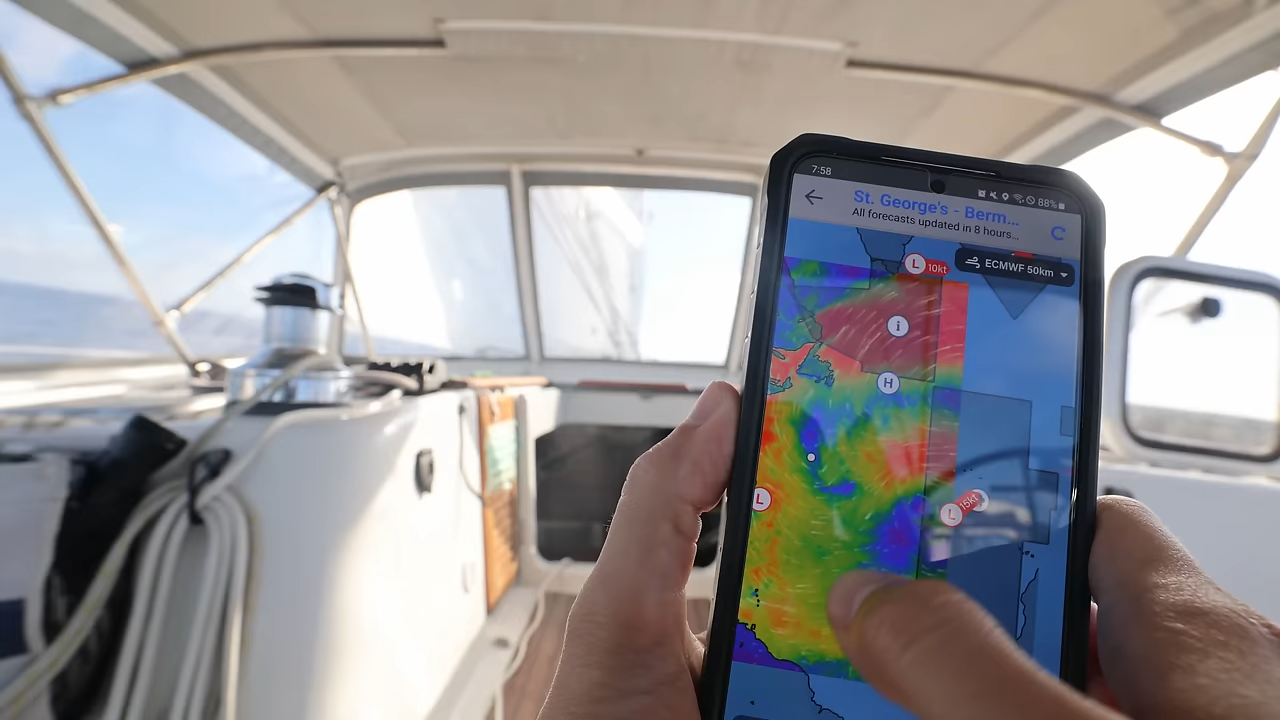 7:58
88%
St. George's - Berm...
All forecasts updated in 8 hours...
ECMWF 50km
L 10kt
i
H
L
L 15kt